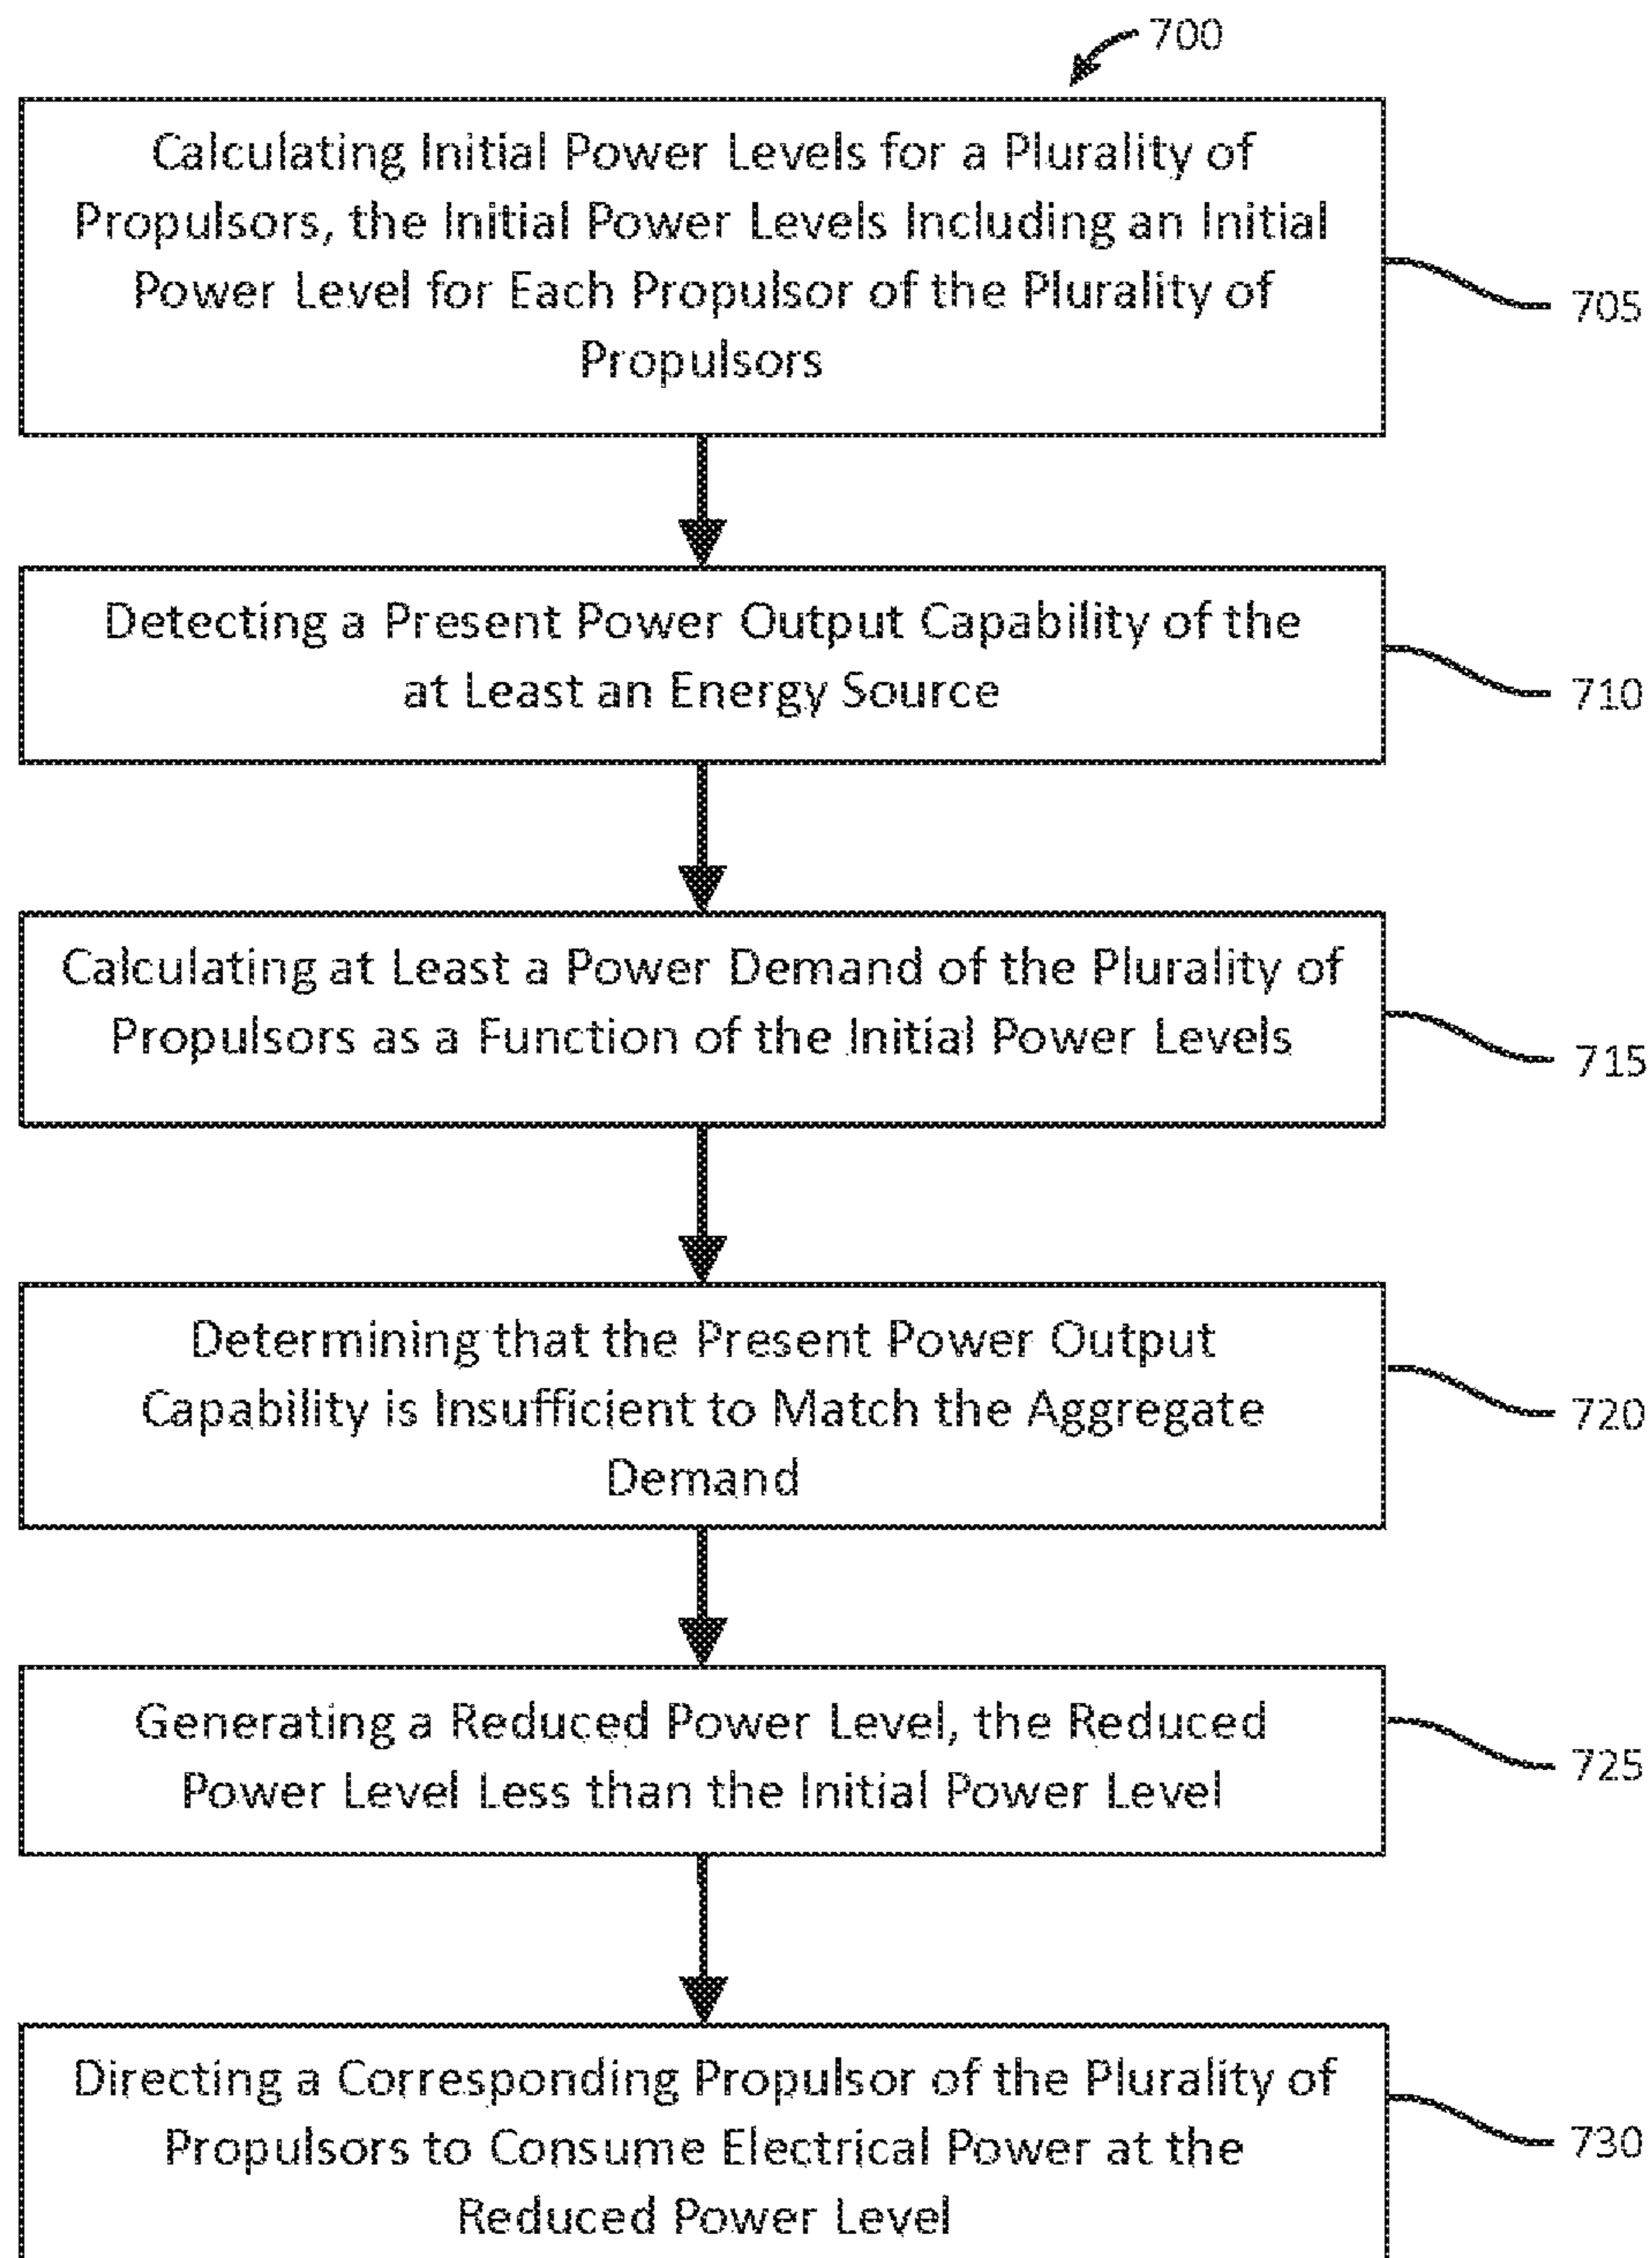 700
Calculating Initial Power Levels for a Plurality of
Propulsors, the Initial Power Levels Including an Initial
Power Level for Each Propulsor of the Plurality of
Propulsors
705
Detecting a Present Power Output Capability of the
at Least an Energy Source
710
Calculating at Least a Power Demand of the Plurality of
Propulsors as a Function of the Initial Power Levels
715
Determining that the Present Power Output
Capability is Insufficient to Match the Aggregate
Demand
720
Generating a Reduced Power Level, the Reduced
Power Level Less than the Initial Power Level
725
Directing a Corresponding Propulsor of the Plurality of
Propulsors to Consume Electrical Power at the
Reduced Power Level
730